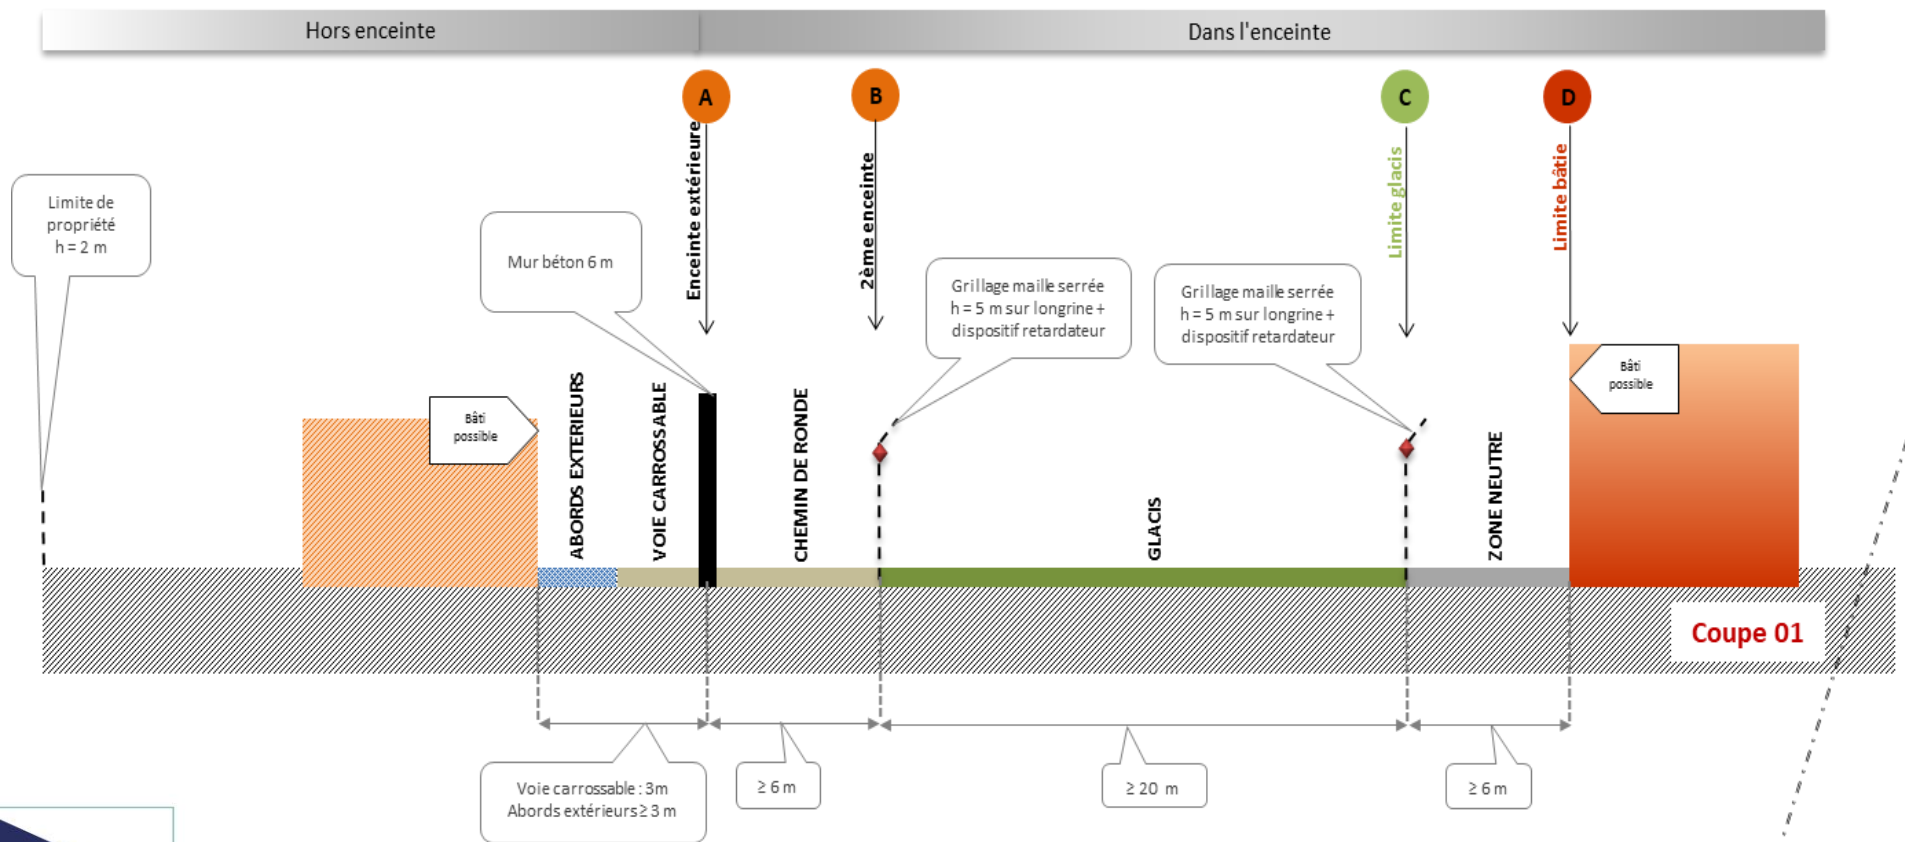 Hors enceinte
Dans l'enceinte
A
B
C
D
Enceinte extérieure
2ème enceinte
Limite glacis
Limite bâtie
Limite de
propriété
h = 2 m
Mur béton 6 m
Grillage maille serrée
h = 5 m sur longrine +
dispositif retardateur
Grillage maille serrée
h = 5 m sur longrine +
dispositif retardateur
Bâti
possible
Bâti
possible
ABORDS EXTERIEURS
VOIE CARROSSABLE
CHEMIN DE RONDE
GLACIS
ZONE NEUTRE
Coupe 01
Voie carrossable : 3m
Abords extérieurs ≥ 3 m
≥ 6 m
≥ 20 m
≥ 6 m